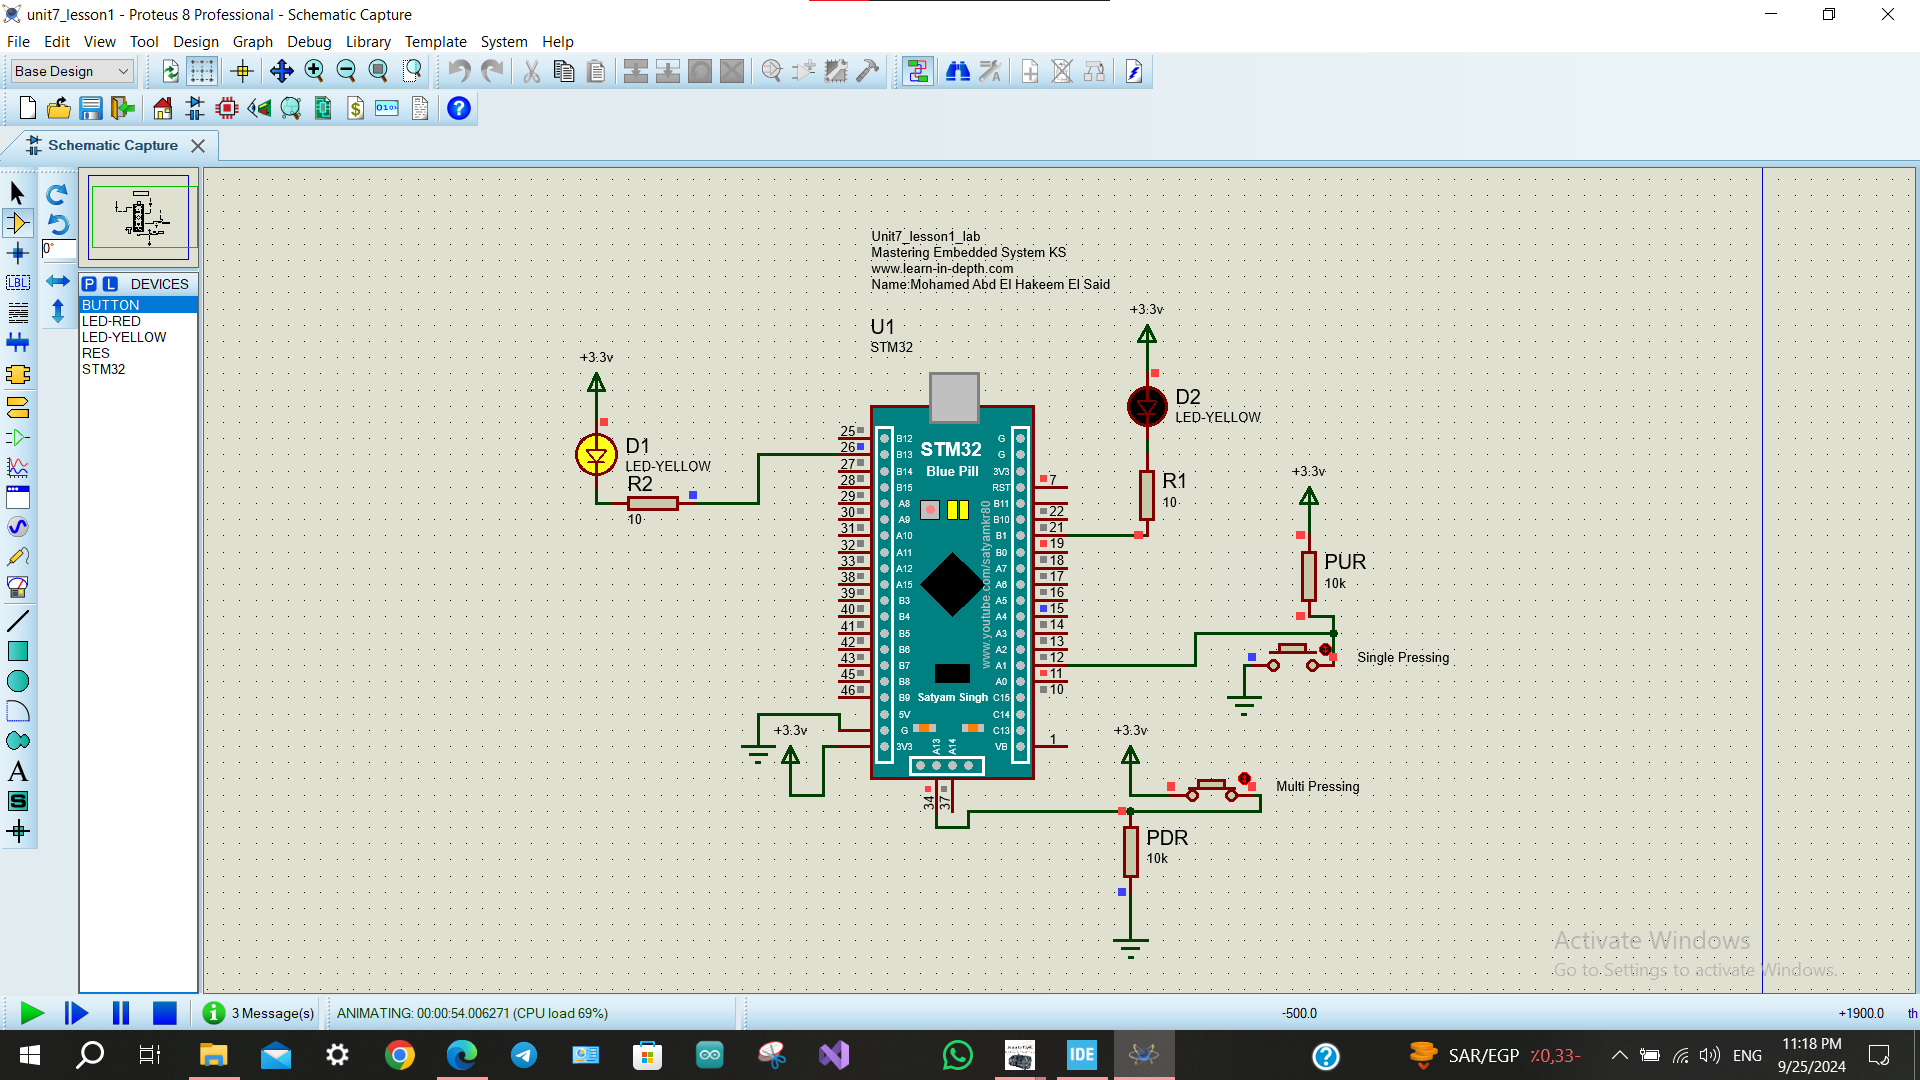 unit7_lesson1 - Proteus 8 Professional - Schematic Capture
File Edit View Tool Design Graph Debug Library Template System Help
Base Design
Schematic Capture
0°
LBL
P L DEVICES
BUTTON
LED-RED
LED-YELLOW
RES
STM32
A
S
Unit7_lesson1_lab
Mastering Embedded System KS
www.learn-in-depth.com
Name:Mohamed Abd El Hakeem El Said
U1
STM32
+3.3v
D1
LED-YELLOW
R2
10
+3.3v
D2
LED-YELLOW
R1
10
STM32
Blue Pill
www.youtube.com/satyamkr80
Satyam Singh
25 B12
26 B13
27 B14
28 B15
29 A8
30 A9
31 A10
32 A11
33 A12
38 A15
39 B3
40 B4
41 B5
42 B6
43 B7
45 B8
46 B9
5V
G
3V3
G
G
3V3
RST 7
B11 22
B10 21
B1 19
B0 18
A7 17
A6 16
A5 15
A4 14
A3 13
A2 12
A1 11
A0 10
C15
C14
C13
VB 1
A13 A14
34 37
+3.3v
+3.3v
PUR
10k
Single Pressing
+3.3v
Multi Pressing
PDR
10k
Activate Windows
Go to Settings to activate Windows.
3 Message(s)
ANIMATING: 00:00:54.006271 (CPU load 69%)
-500.0
+1900.0 th
IDE
SAR/EGP ٪0,33-
ENG
11:18 PM
9/25/2024